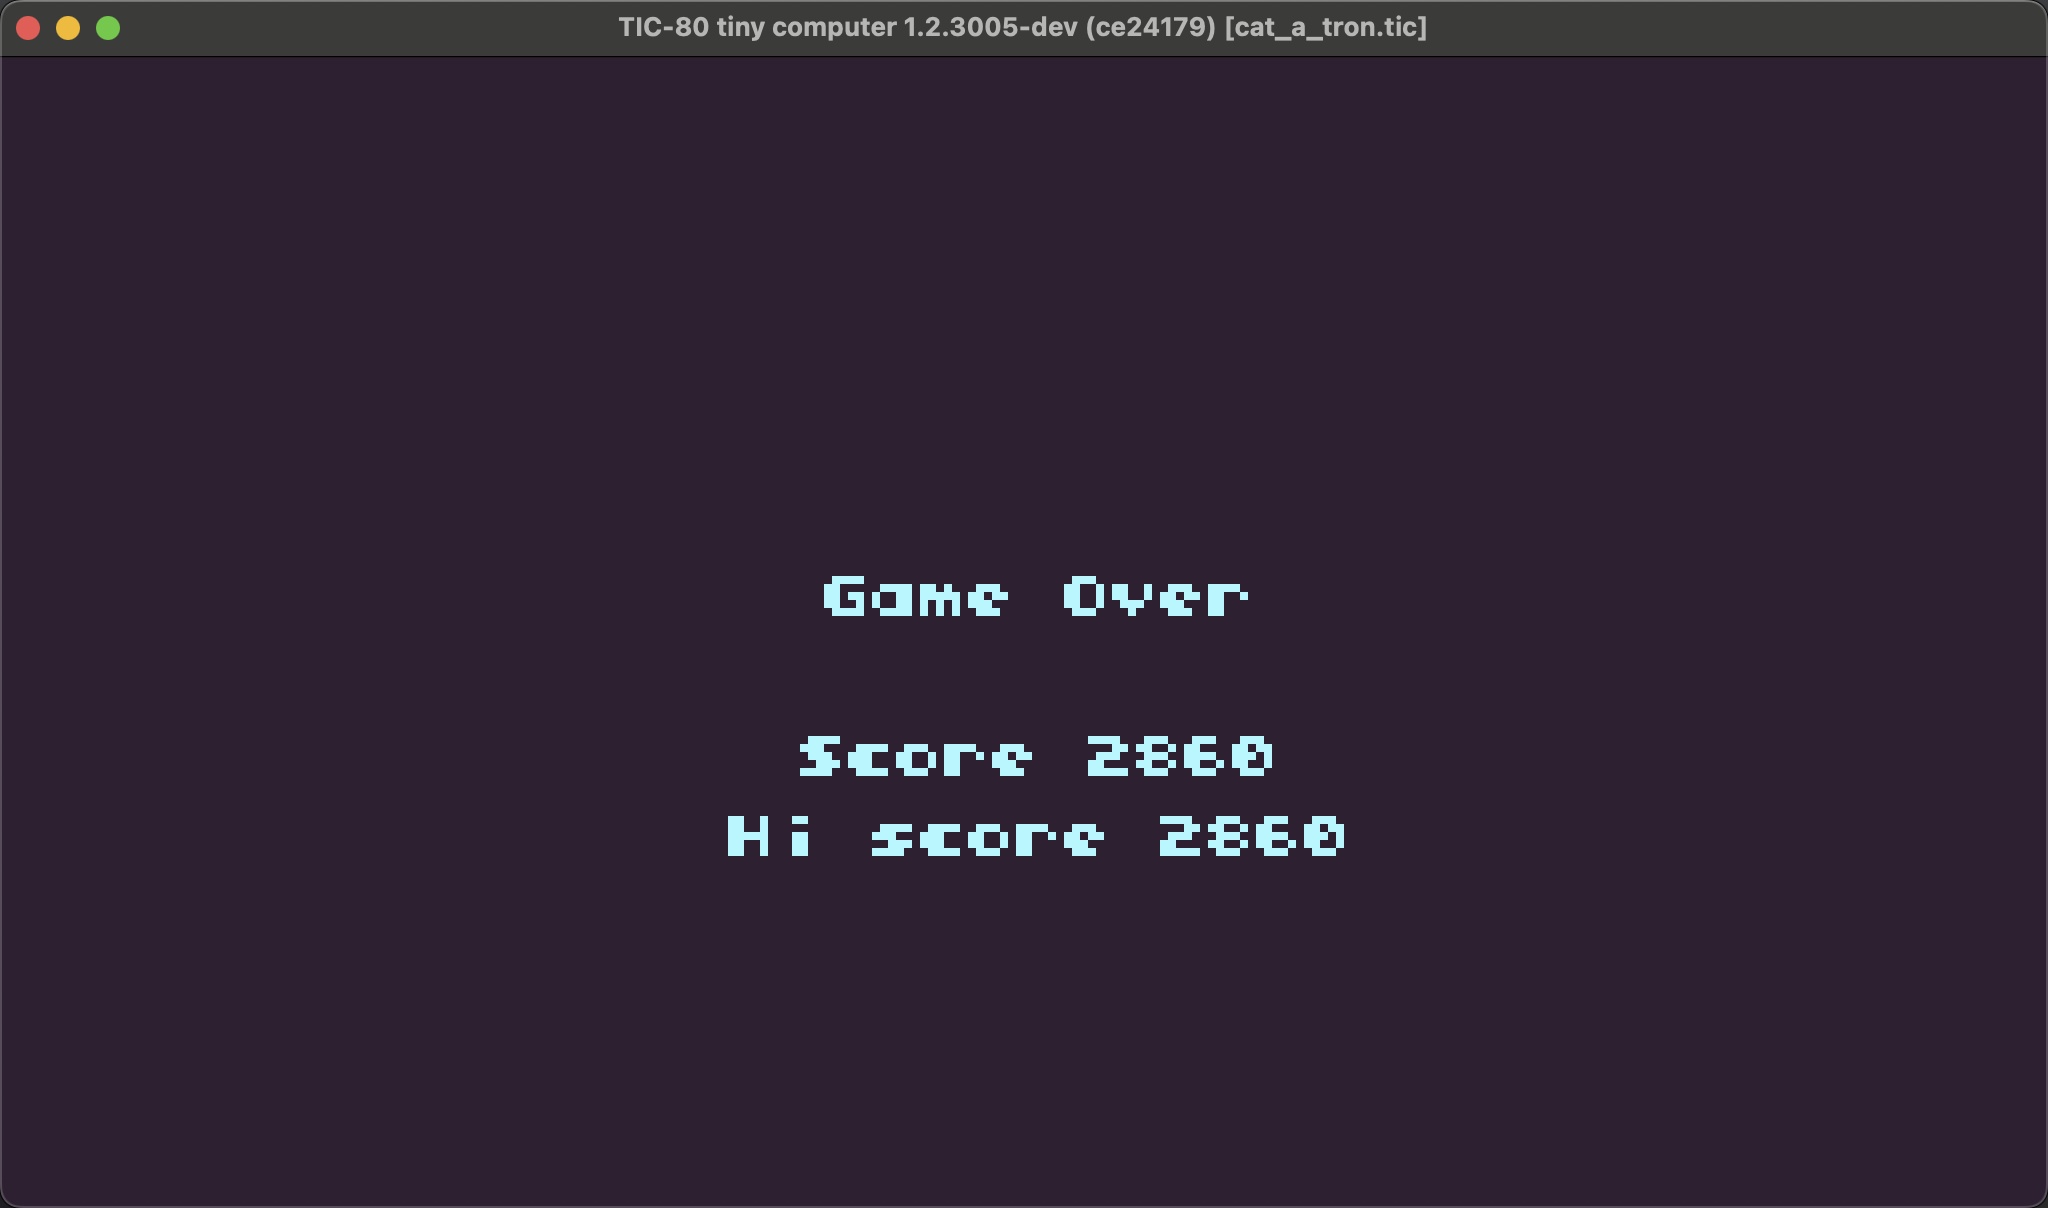 TIC-80 tiny computer 1.2.3005-dev (ce24179) [cat_a_tron.tic]
Game Over
Score 2860
Hi score 2860